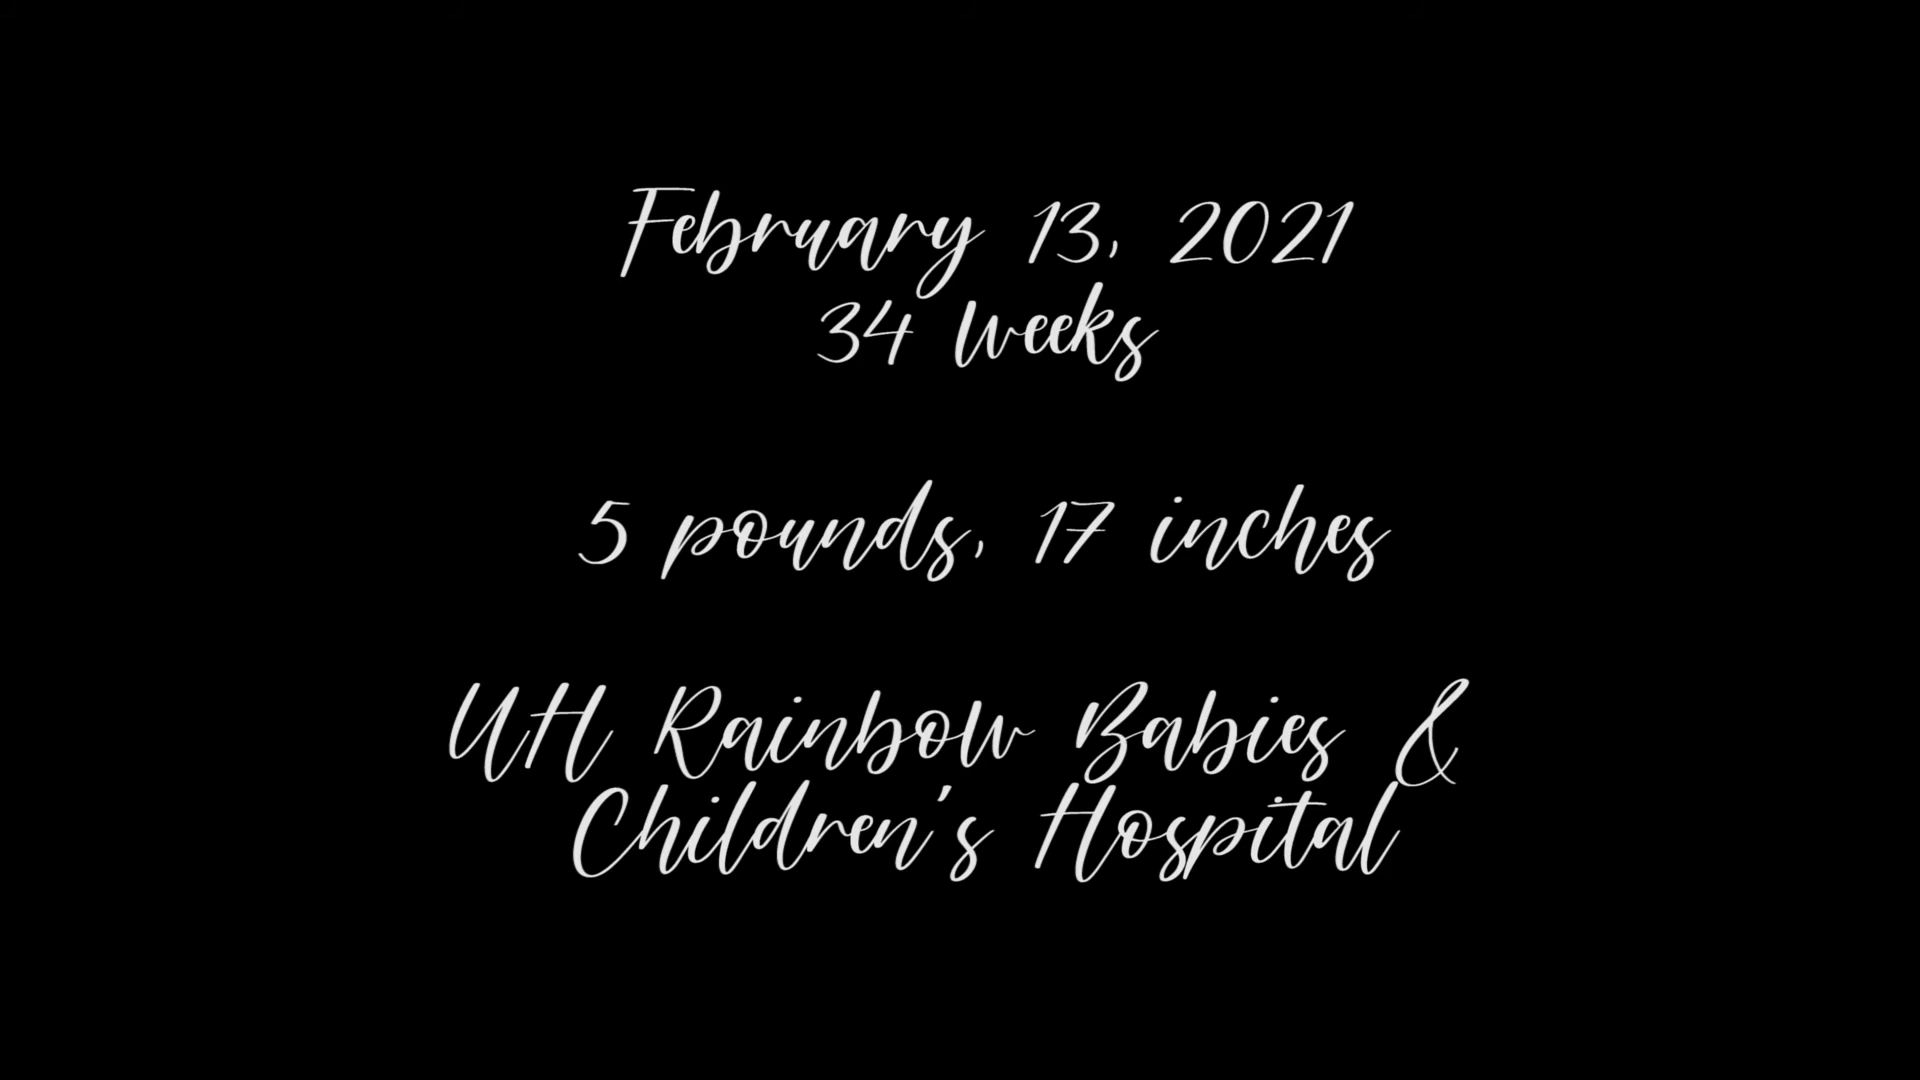 February 13, 2021
34 weeks
5 pounds, 17 inches
UH Rainbow Babies &
Children's Hospital